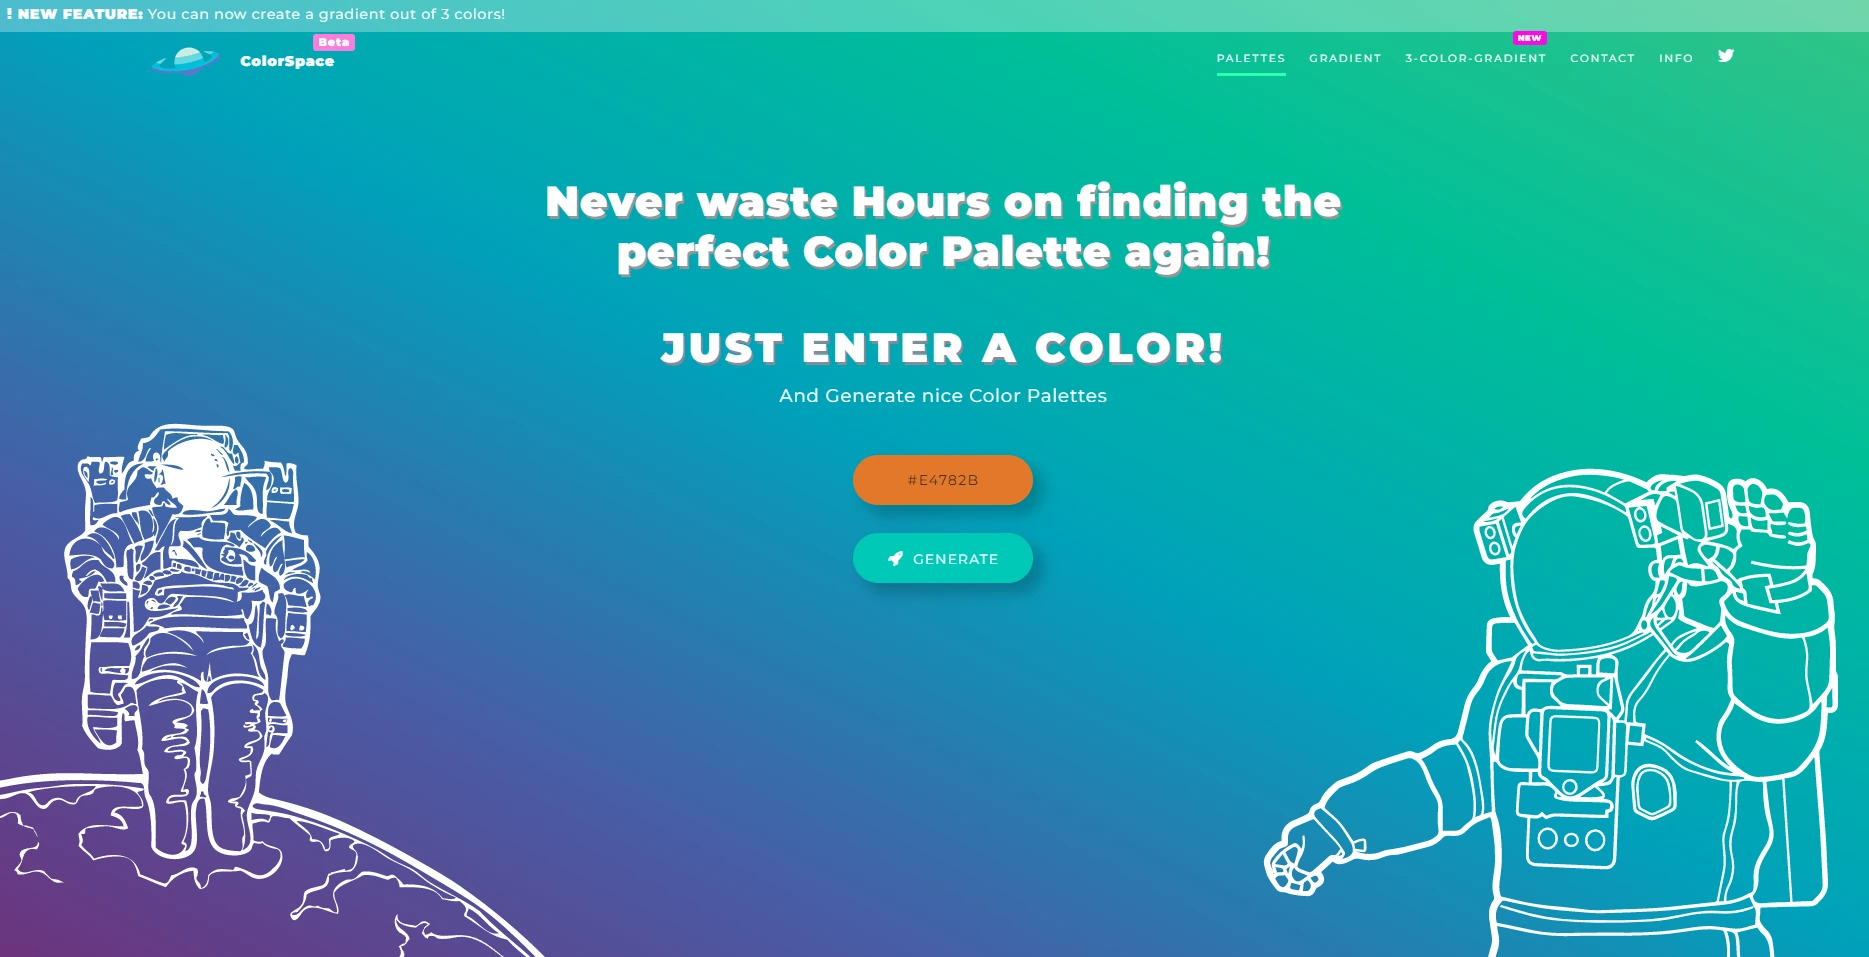 ! NEW FEATURE: You can now create a gradient out of 3 colors!
Beta
ColorSpace
NEW
PALETTES GRADIENT 3-COLOR-GRADIENT CONTACT INFO
Never waste Hours on finding the
perfect Color Palette again!
JUST ENTER A COLOR!
And Generate nice Color Palettes
#E4782B
GENERATE